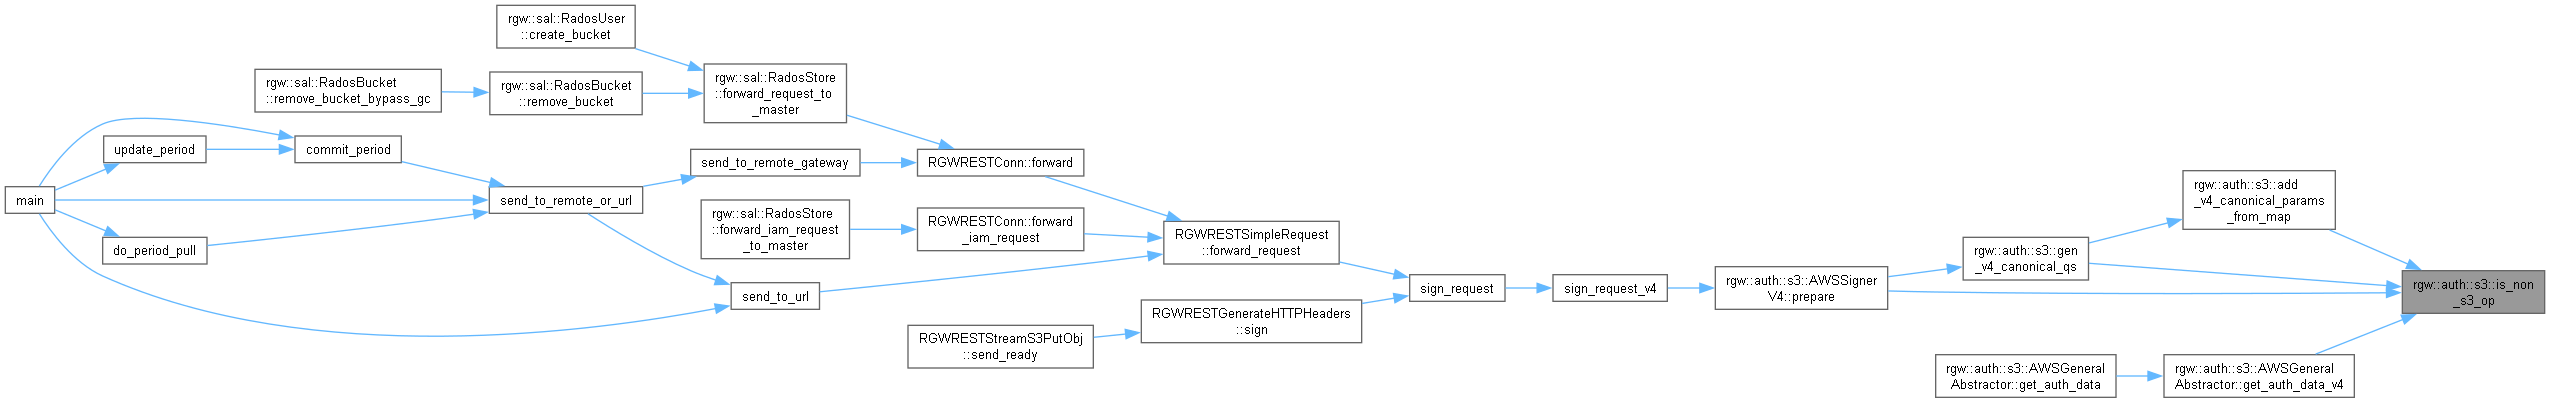 rgw::sal::RadosUser
::create_bucket
rgw::sal::RadosBucket
::remove_bucket_bypass_gc
rgw::sal::RadosBucket
::remove_bucket
rgw::sal::RadosStore
::forward_request_to
_master
update_period
commit_period
send_to_remote_gateway
RGWRESTConn::forward
main
send_to_remote_or_url
rgw::sal::RadosStore
::forward_iam_request
_to_master
RGWRESTConn::forward
_iam_request
RGWRESTSimpleRequest
::forward_request
do_period_pull
send_to_url
sign_request
sign_request_v4
rgw::auth::s3::AWSSigner
V4::prepare
rgw::auth::s3::gen
_v4_canonical_qs
rgw::auth::s3::add
_v4_canonical_params
_from_map
rgw::auth::s3::is_non
_s3_op
RGWRESTGenerateHTTPHeaders
::sign
RGWRESTStreamS3PutObj
::send_ready
rgw::auth::s3::AWSGeneral
Abstractor::get_auth_data
rgw::auth::s3::AWSGeneral
Abstractor::get_auth_data_v4